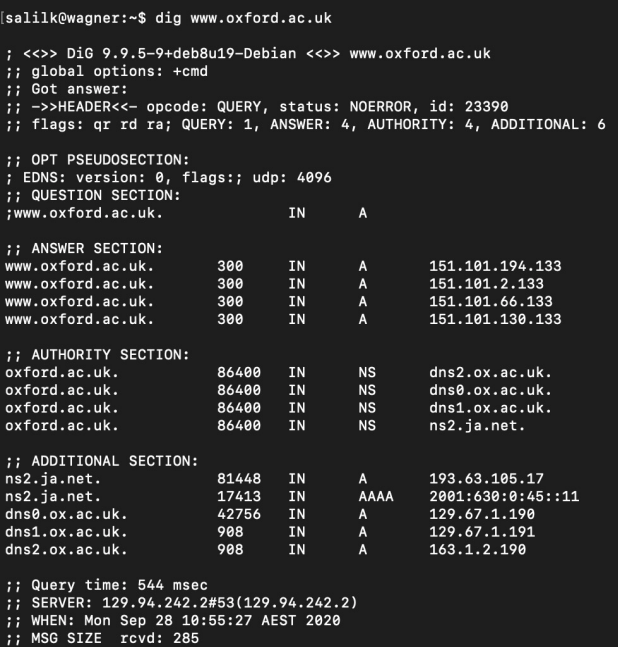 [salilk@wagner:~$ dig www.oxford.ac.uk
; <<>> DiG 9.9.5-9+deb8u19-Debian <<>> www.oxford.ac.uk
;; global options: +cmd
;; Got answer:
;; ->>HEADER<<- opcode: QUERY, status: NOERROR, id: 23390
;; flags: qr rd ra; QUERY: 1, ANSWER: 4, AUTHORITY: 4, ADDITIONAL: 6
;; OPT PSEUDOSECTION:
; EDNS: version: 0, flags:; udp: 4096
;; QUESTION SECTION:
;www.oxford.ac.uk. IN A
;; ANSWER SECTION:
www.oxford.ac.uk. 300 IN A 151.101.194.133
www.oxford.ac.uk. 300 IN A 151.101.2.133
www.oxford.ac.uk. 300 IN A 151.101.66.133
www.oxford.ac.uk. 300 IN A 151.101.130.133
;; AUTHORITY SECTION:
oxford.ac.uk. 86400 IN NS dns2.ox.ac.uk.
oxford.ac.uk. 86400 IN NS dns0.ox.ac.uk.
oxford.ac.uk. 86400 IN NS dns1.ox.ac.uk.
oxford.ac.uk. 86400 IN NS ns2.ja.net.
;; ADDITIONAL SECTION:
ns2.ja.net. 81448 IN A 193.63.105.17
ns2.ja.net. 17413 IN AAAA 2001:630:0:45::11
dns0.ox.ac.uk. 42756 IN A 129.67.1.190
dns1.ox.ac.uk. 908 IN A 129.67.1.191
dns2.ox.ac.uk. 908 IN A 163.1.2.190
;; Query time: 544 msec
;; SERVER: 129.94.242.2#53(129.94.242.2)
;; WHEN: Mon Sep 28 10:55:27 AEST 2020
;; MSG SIZE rcvd: 285